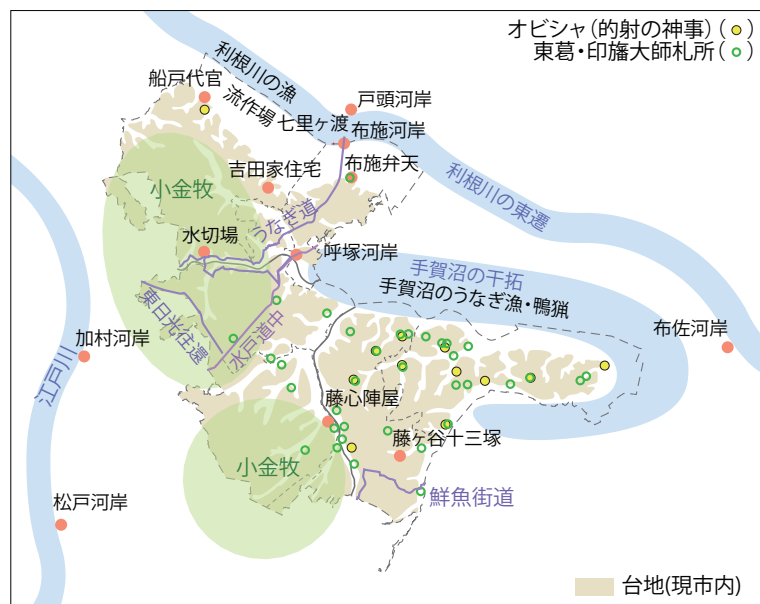 オビシャ(的射の神事)( )
東葛・印旛大師札所( )
利根川の漁
船戸代官
戸頭河岸
流作場
七里ヶ渡
布施河岸
布施弁天
吉田家住宅
小金牧
利根川の東遷
うなぎ道
水切場
呼塚河岸
手賀沼の干拓
手賀沼のうなぎ漁・鴨猟
東日光往還
水戸道中
加村河岸
布佐河岸
江戸川
藤心陣屋
藤ヶ谷十三塚
小金牧
鮮魚街道
松戸河岸
台地(現市内)